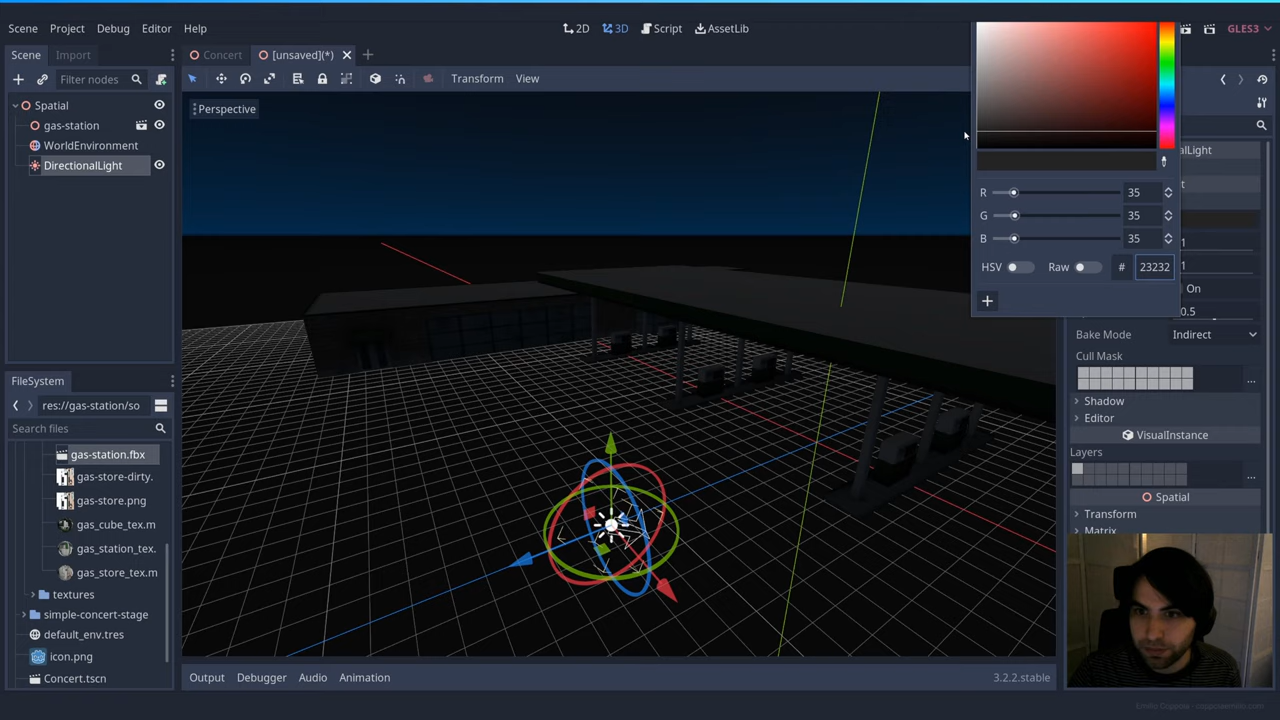 Scene Project Debug Editor Help
2D 3D Script AssetLib
GLES3
Scene Import
Concert [unsaved](*)
Filter nodes
Transform View
Spatial
gas-station
WorldEnvironment
DirectionalLight
Perspective
alLight
R 35
G 35
B 35
HSV Raw # 23232
1
1
On
0.5
Bake Mode Indirect
Cull Mask
...
Shadow
Editor
VisualInstance
Layers
...
Spatial
Transform
Matrix
FileSystem
res://gas-station/so
Search files
gas-station.fbx
gas-store-dirty.
gas-store.png
gas_cube_tex.m
gas_station_tex.
gas_store_tex.m
textures
simple-concert-stage
default_env.tres
icon.png
Concert.tscn
Output Debugger Audio Animation
3.2.2.stable